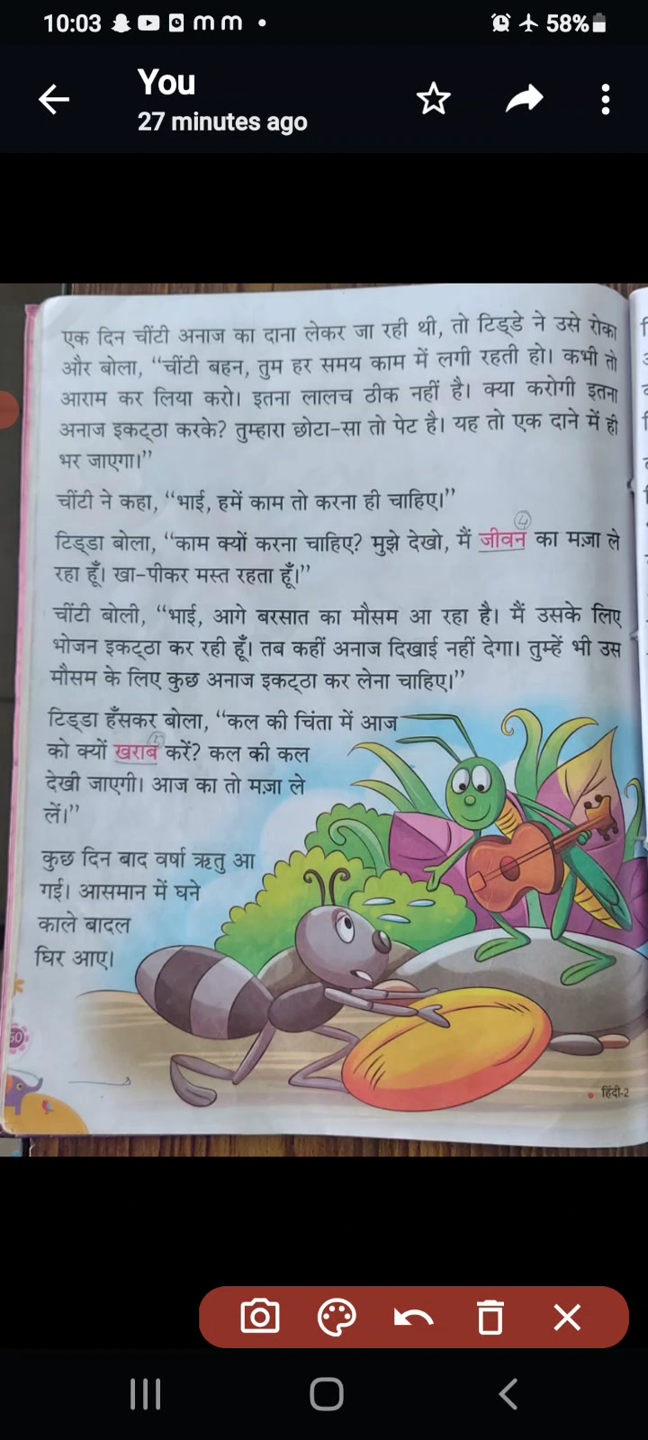 10:03 58%
You
27 minutes ago
एक दिन चींटी अनाज का दाना लेकर जा रही थी, तो टिड्डे ने उसे रोका
और बोला, “चींटी बहन, तुम हर समय काम में लगी रहती हो। कभी तो
आराम कर लिया करो। इतना लालच ठीक नहीं है। क्या करोगी इतना
अनाज इकट्ठा करके? तुम्हारा छोटा-सा तो पेट है। यह तो एक दाने में ही
भर जाएगा।”
चींटी ने कहा, “भाई, हमें काम तो करना ही चाहिए।”
4
टिड्डा बोला, “काम क्यों करना चाहिए? मुझे देखो, मैं जीवन का मज़ा ले
रहा हूँ। खा-पीकर मस्त रहता हूँ।”
चींटी बोली, “भाई, आगे बरसात का मौसम आ रहा है। मैं उसके लिए
भोजन इकट्ठा कर रही हूँ। तब कहीं अनाज दिखाई नहीं देगा। तुम्हें भी उस
मौसम के लिए कुछ अनाज इकट्ठा कर लेना चाहिए।”
टिड्डा हँसकर बोला, “कल की चिंता में आज
को क्यों खराब करें? कल की कल
देखी जाएगी। आज का तो मज़ा ले
लें।”
कुछ दिन बाद वर्षा ऋतु आ
गई। आसमान में घने
काले बादल
घिर आए।
हिंदी-2